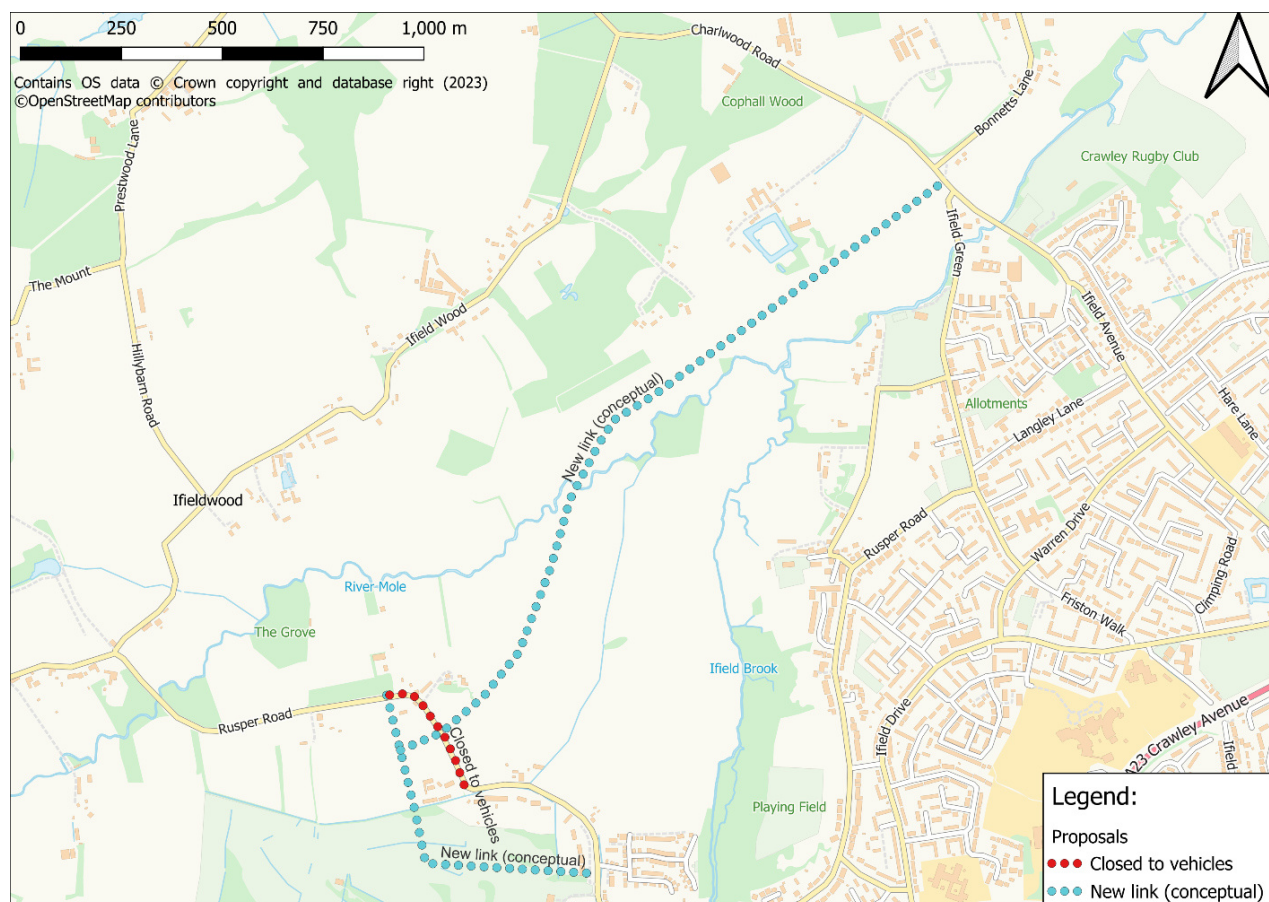 0 250 500 750 1,000 m
Contains OS data © Crown copyright and database right (2023)
©OpenStreetMap contributors
Charlwood Road
Cophall Wood
Bonnetts Lane
Crawley Rugby Club
Prestwood Lane
Ifield Green
The Mount
Ifield Avenue
Ifield Wood
Hillybarn Road
New link (conceptual)
Allotments
Langley Lane
Hare Lane
Ifieldwood
Rusper Road
Warren Drive
Climping Road
Friston Walk
River Mole
The Grove
Ifield Brook
Rusper Road
Ifield Drive
A23 Crawley Avenue
Ifield
Closed to vehicles
Playing Field
New link (conceptual)
Legend:
Proposals
Closed to vehicles
New link (conceptual)